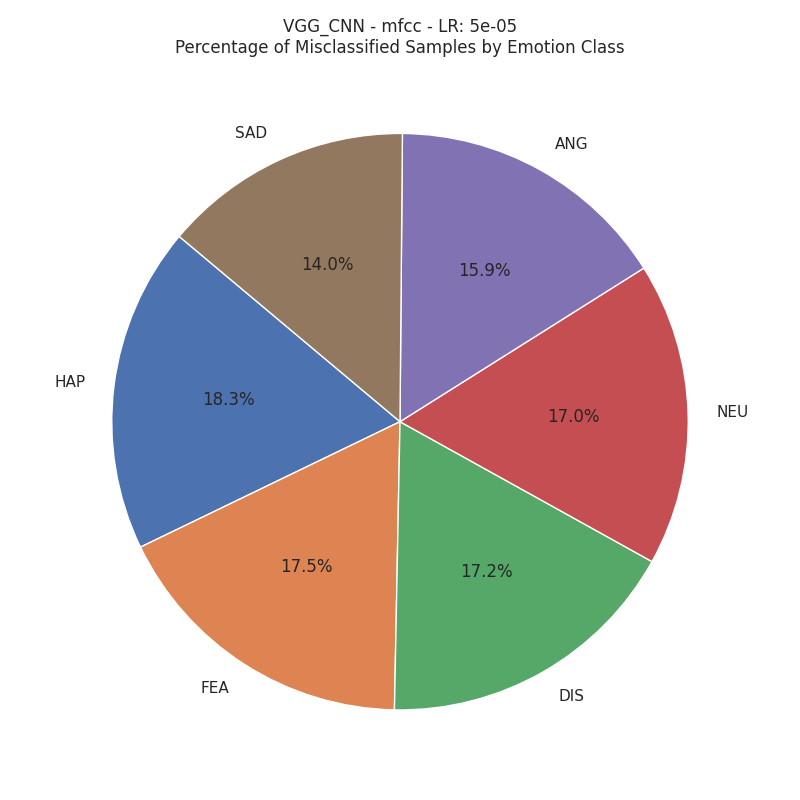 VGG_CNN - mfcc - LR: 5e-05
Percentage of Misclassified Samples by Emotion Class
SAD
ANG
14.0%
15.9%
HAP
18.3%
17.0%
NEU
17.5%
17.2%
FEA
DIS